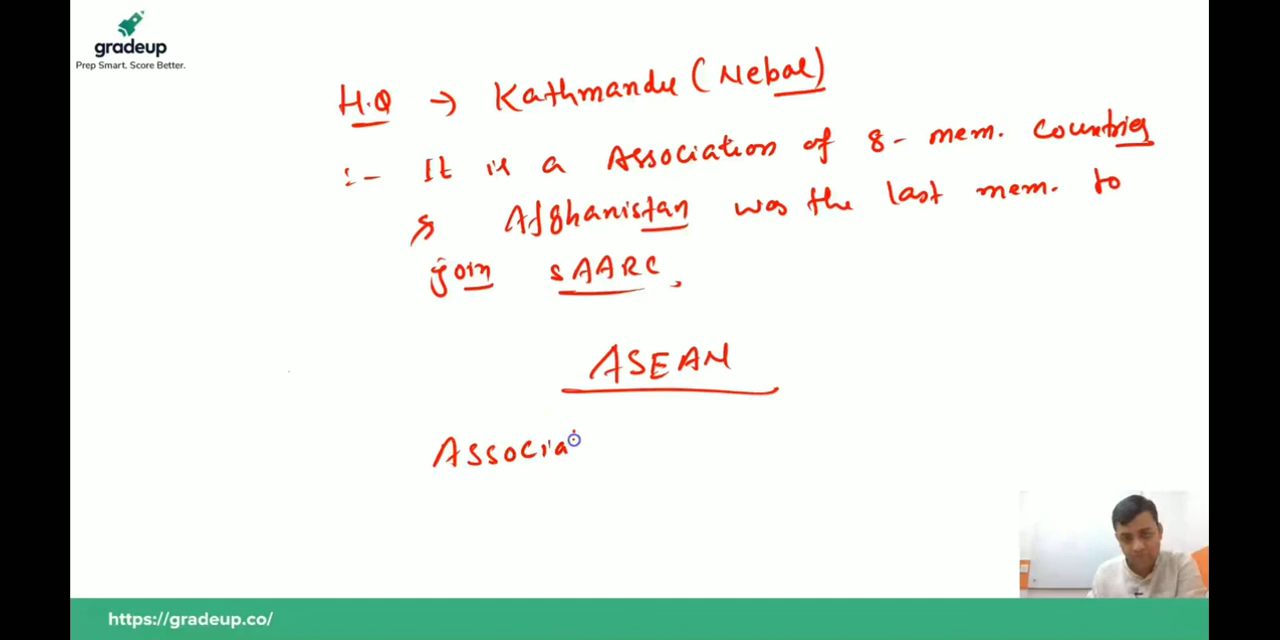 gradeup
Prep Smart. Score Better.
H.Q → Kathmandu (Nebal)
:- It is a Association of 8- mem. countries
& Afghanistan was the last mem. to
join SAARC.
ASEAN
Associa
https://gradeup.co/